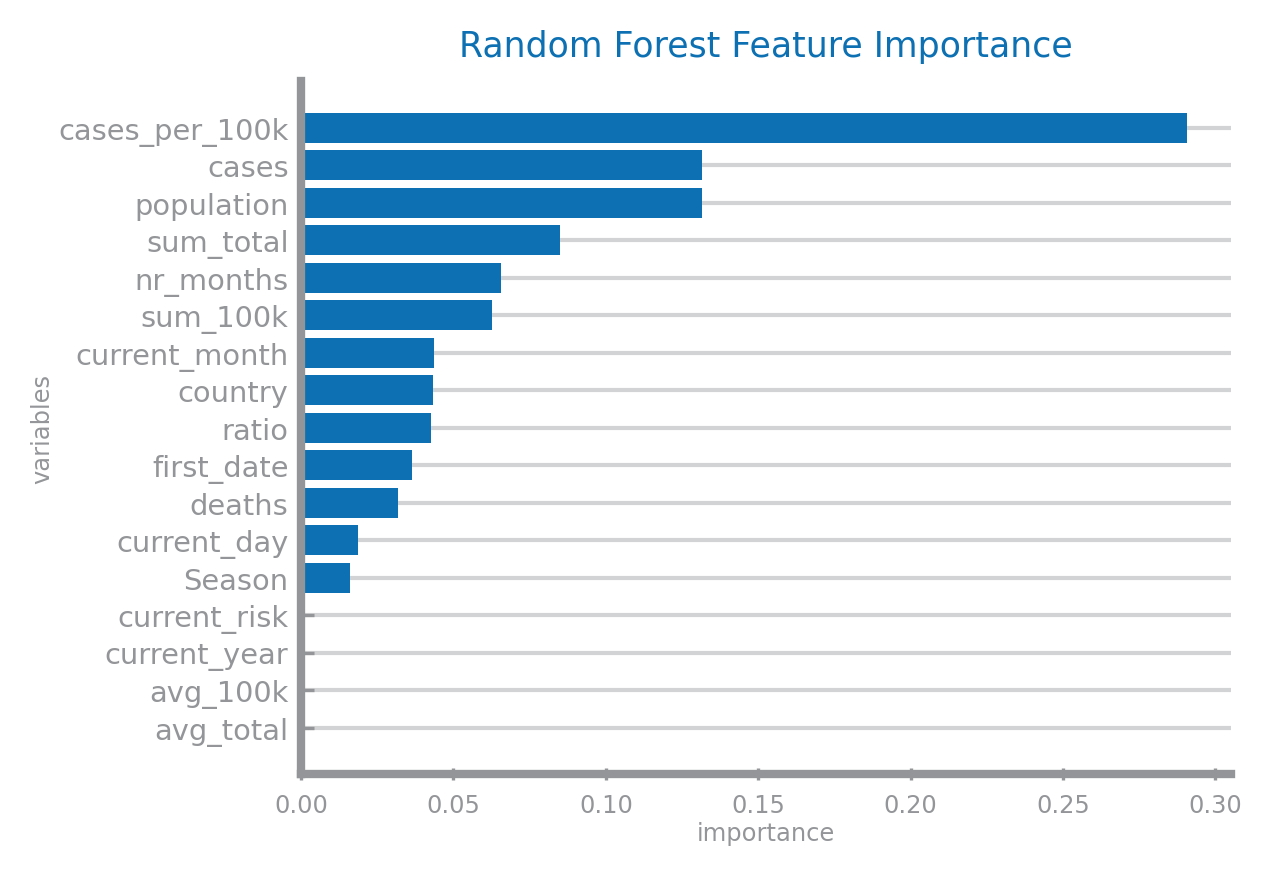 Random Forest Feature Importance
cases_per_100k
cases
population
sum_total
nr_months
sum_100k
current_month
country
ratio
first_date
deaths
current_day
Season
current_risk
current_year
avg_100k
avg_total
variables
0.00 0.05 0.10 0.15 0.20 0.25 0.30
importance